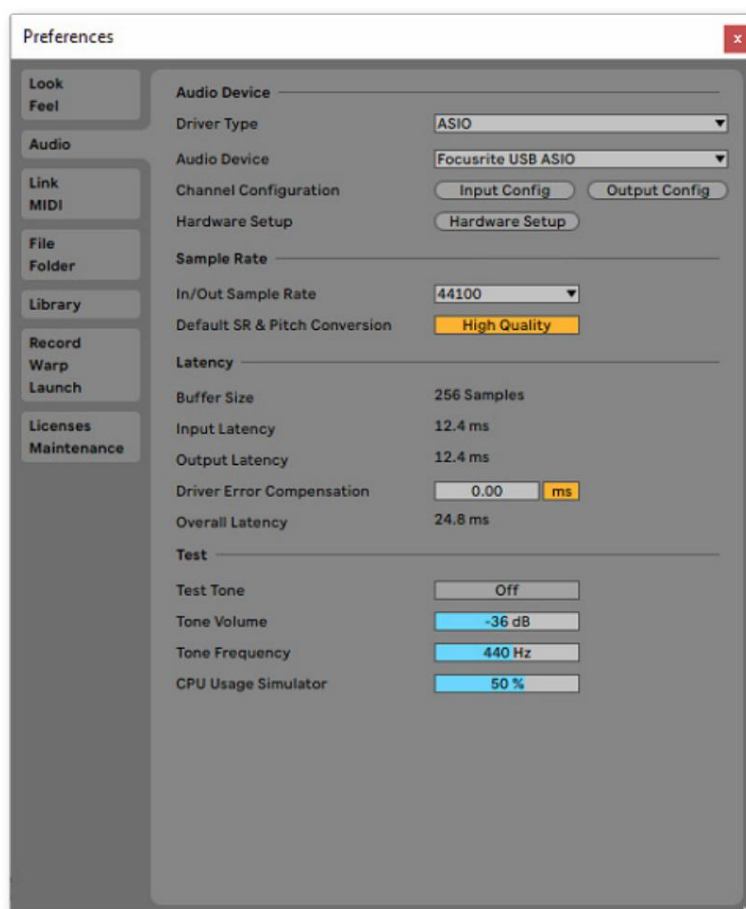 Preferences
x
Look
Feel
Audio
Link
MIDI
File
Folder
Library
Record
Warp
Launch
Licenses
Maintenance
Audio Device
Driver Type ASIO
Audio Device Focusrite USB ASIO
Channel Configuration Input Config Output Config
Hardware Setup Hardware Setup
Sample Rate
In/Out Sample Rate 44100
Default SR & Pitch Conversion High Quality
Latency
Buffer Size 256 Samples
Input Latency 12.4 ms
Output Latency 12.4 ms
Driver Error Compensation 0.00 ms
Overall Latency 24.8 ms
Test
Test Tone Off
Tone Volume -36 dB
Tone Frequency 440 Hz
CPU Usage Simulator 50 %